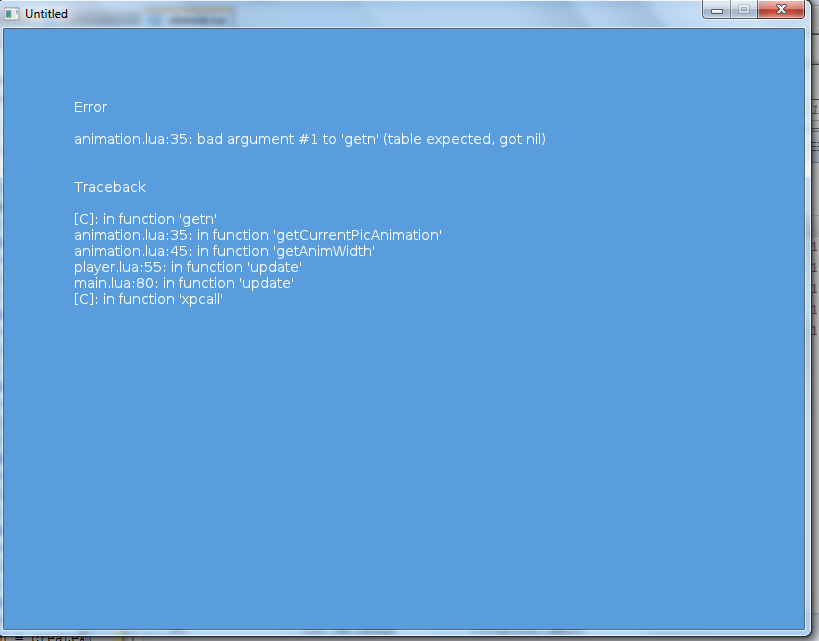 Untitled
Error
animation.lua:35: bad argument #1 to 'getn' (table expected, got nil)
Traceback
[C]: in function 'getn'
animation.lua:35: in function 'getCurrentPicAnimation'
animation.lua:45: in function 'getAnimWidth'
player.lua:55: in function 'update'
main.lua:80: in function 'update'
[C]: in function 'xpcall'